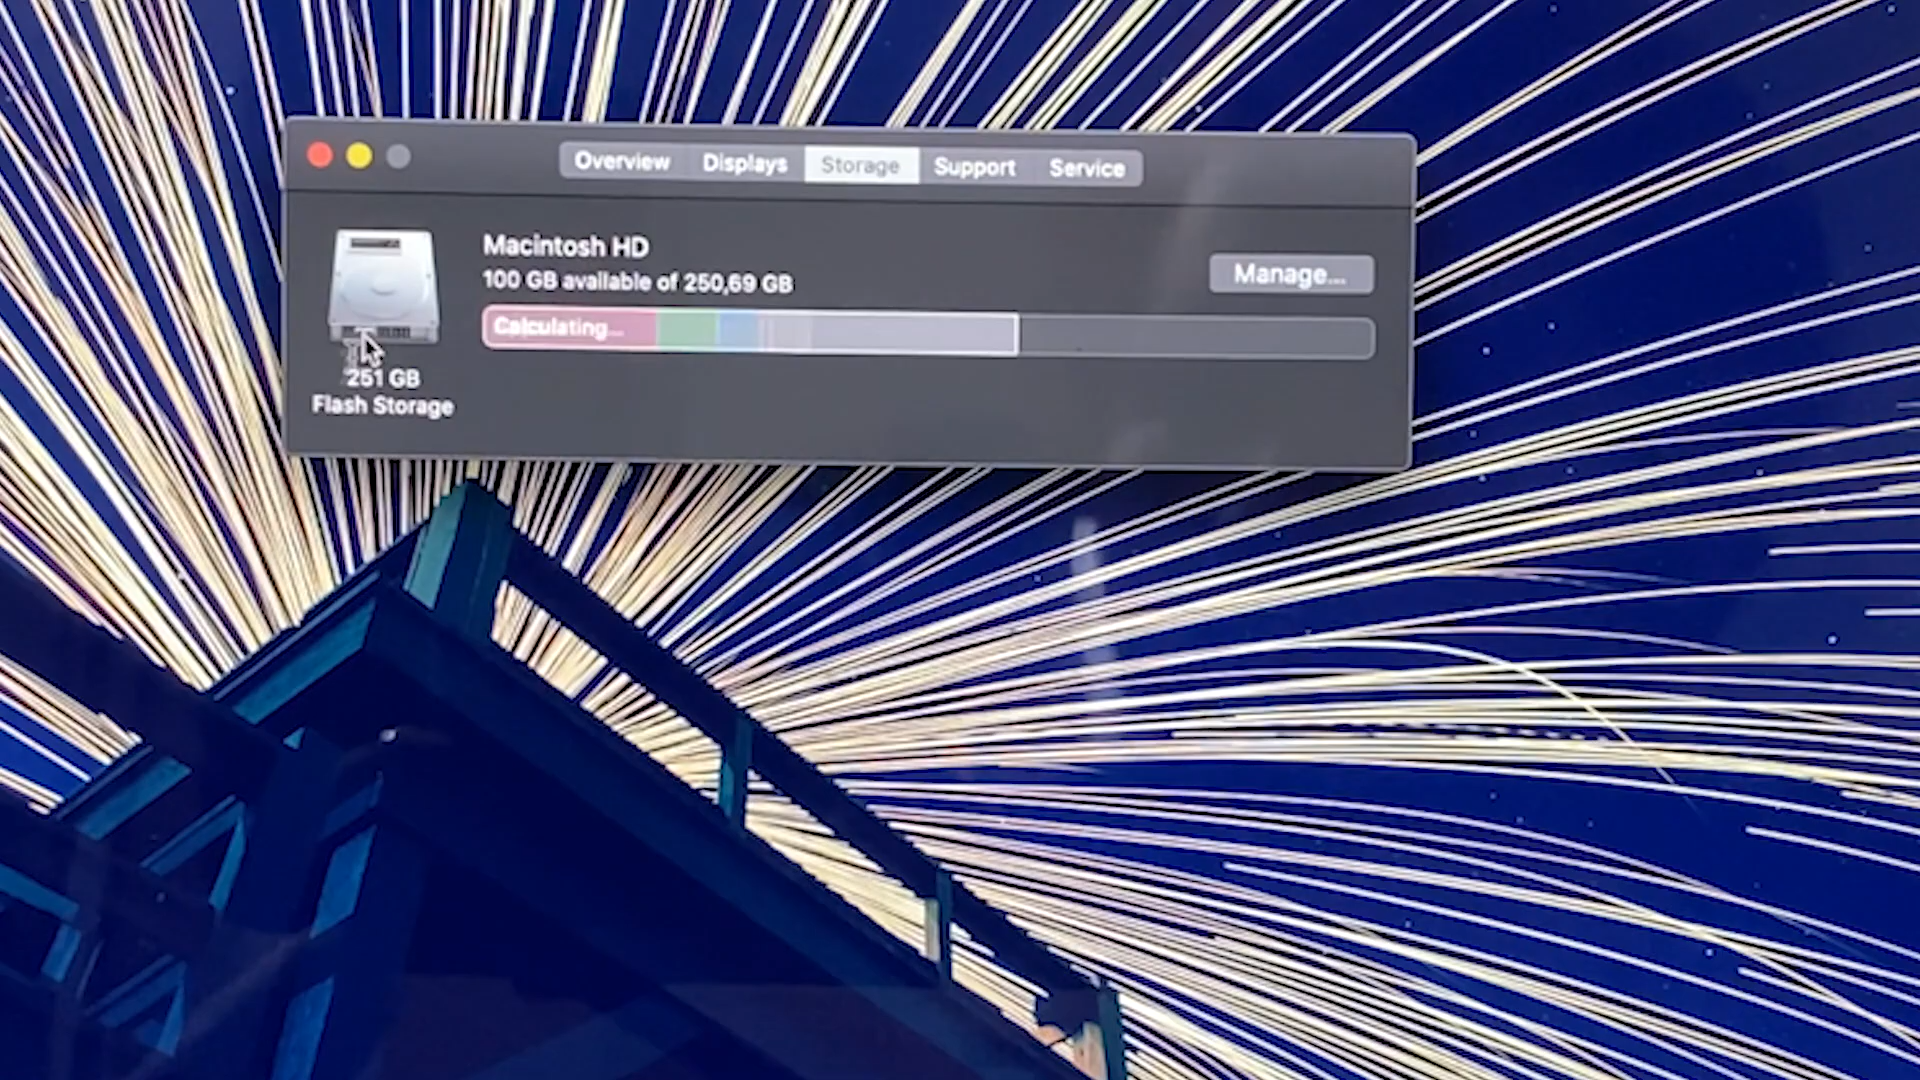 Overview Displays Storage Support Service
Macintosh HD
100 GB available of 250,69 GB
Manage...
Calculating...
251 GB
Flash Storage